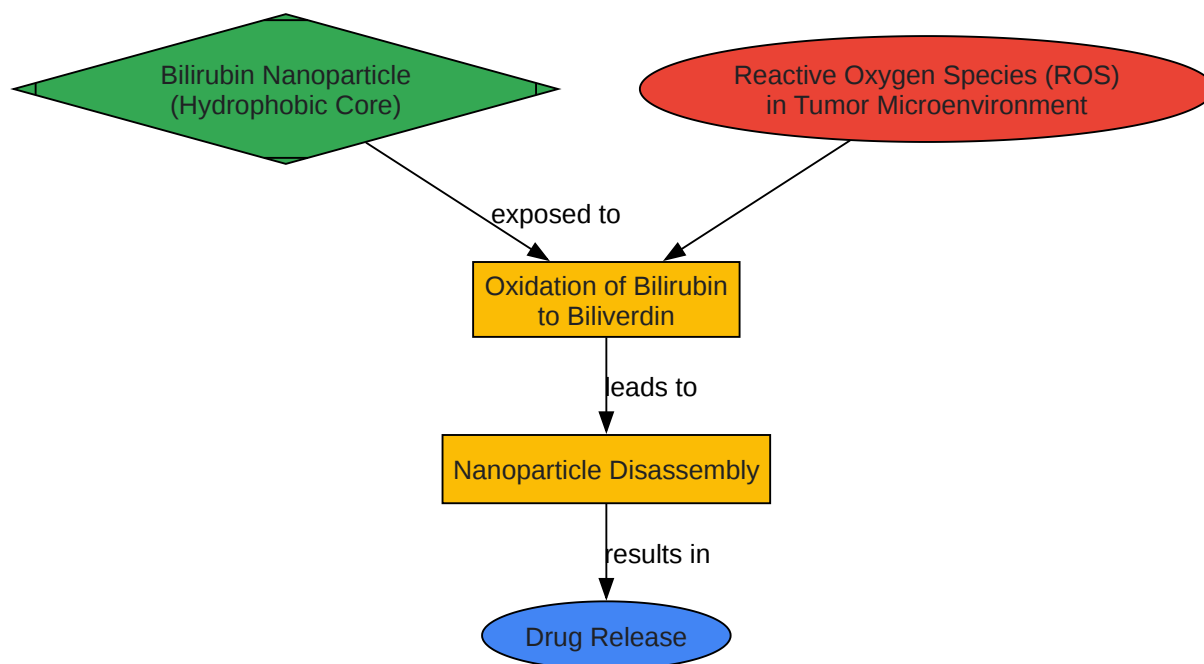 Bilirubin Nanoparticle
(Hydrophobic Core)
Reactive Oxygen Species (ROS)
in Tumor Microenvironment
exposed to
Oxidation of Bilirubin
to Biliverdin
leads to
Nanoparticle Disassembly
results in
Drug Release